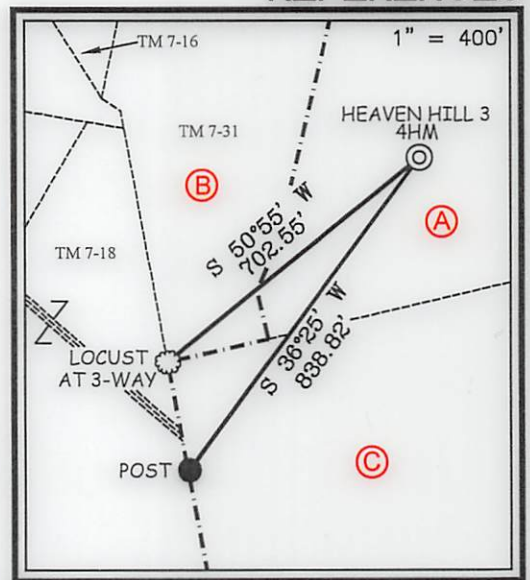 TM 7-16
1" = 400'
HEAVEN HILL 3
4HM
TM 7-31
B
A
S 50°55' W
702.55'
TM 7-18
LOCUST
AT 3-WAY
S 36°25' W
838.82'
POST
C